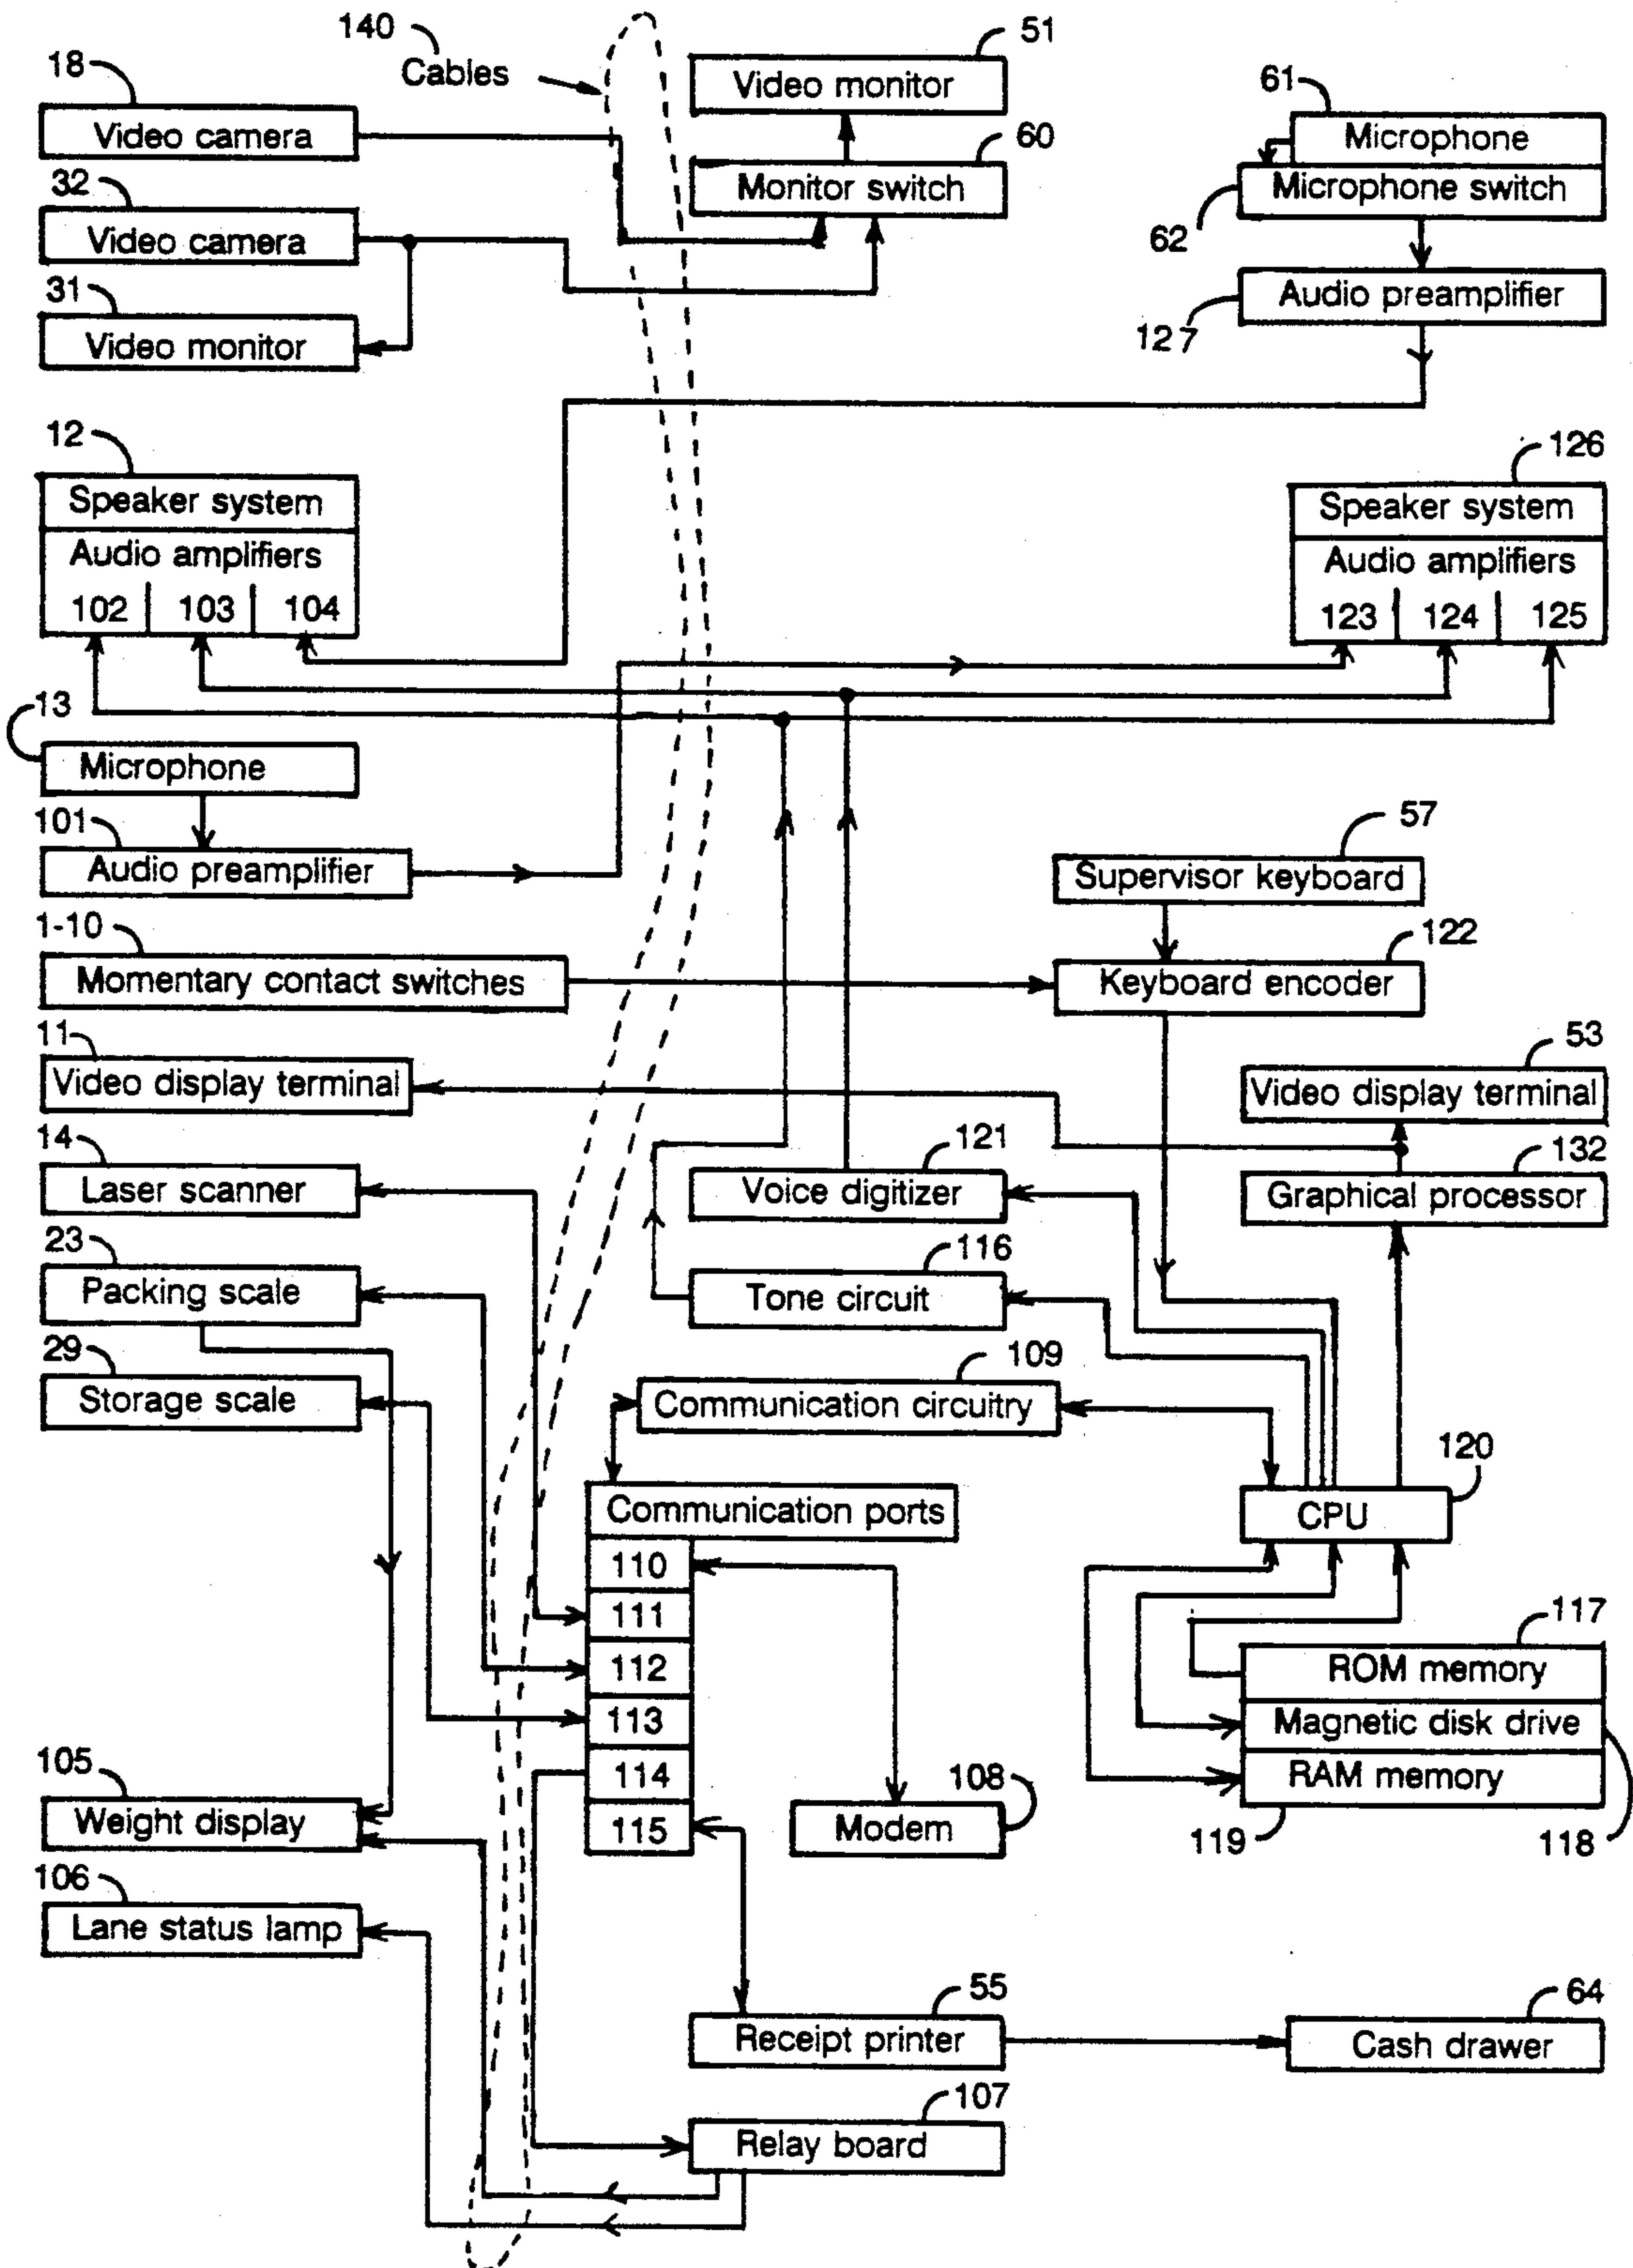 140
Cables
18
Video camera
32
Video camera
31
Video monitor
51
Video monitor
60
Monitor switch
61
Microphone
Microphone switch
62
Audio preamplifier
127
12
Speaker system
Audio amplifiers
102 103 104
126
Speaker system
Audio amplifiers
123 124 125
13
Microphone
101
Audio preamplifier
1-10
Momentary contact switches
57
Supervisor keyboard
122
Keyboard encoder
11
Video display terminal
53
Video display terminal
14
Laser scanner
121
Voice digitizer
132
Graphical processor
23
Packing scale
116
Tone circuit
29
Storage scale
109
Communication circuitry
120
CPU
Communication ports
110
111
112
113
114
115
117
ROM memory
Magnetic disk drive
RAM memory
119
118
108
Modem
105
Weight display
106
Lane status lamp
55
Receipt printer
64
Cash drawer
107
Relay board